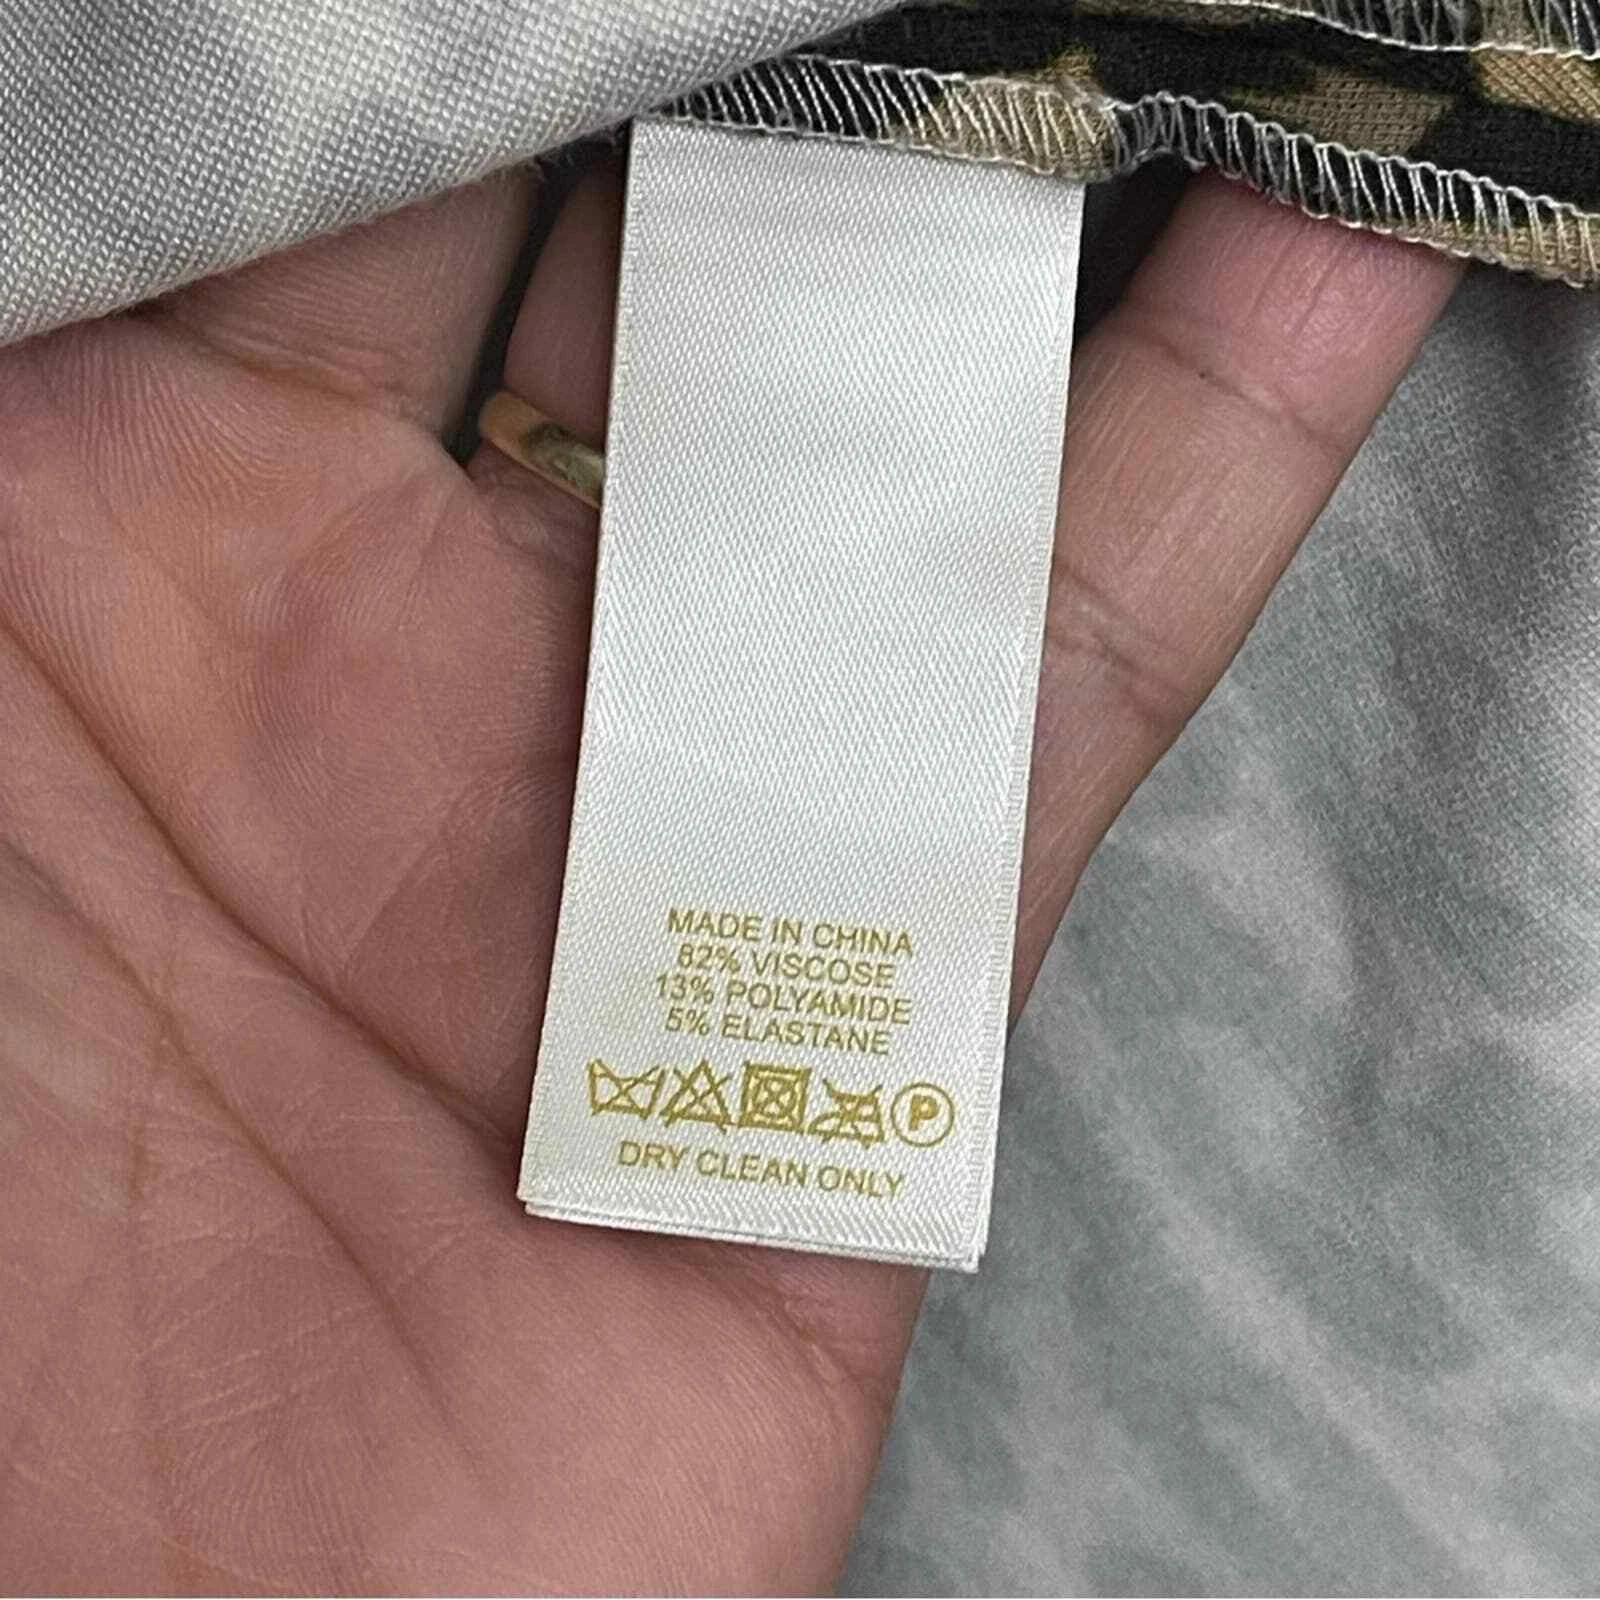 MADE IN CHINA
82% VISCOSE
13% POLYAMIDE
5% ELASTANE
P
DRY CLEAN ONLY